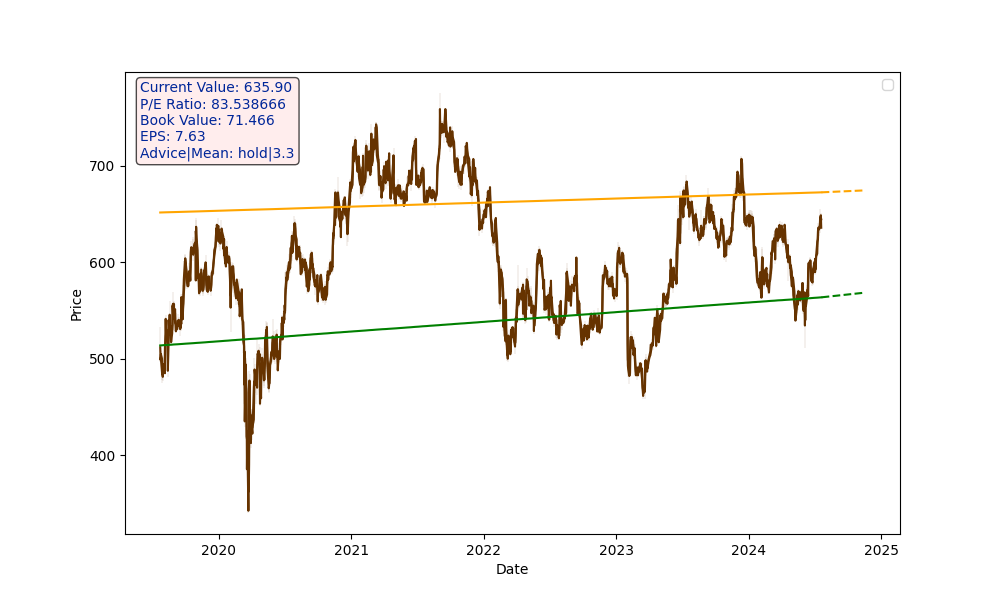 Current Value: 635.90
P/E Ratio: 83.538666
Book Value: 71.466
EPS: 7.63
Advice|Mean: hold|3.3
Price
700
600
500
400
2020 2021 2022 2023 2024 2025
Date